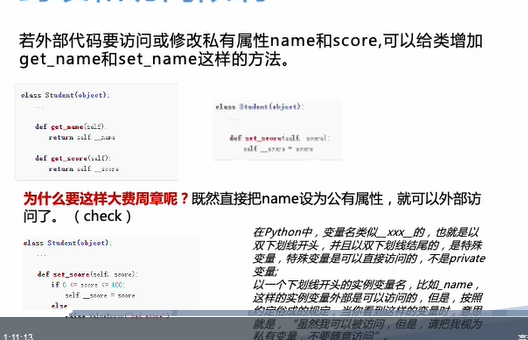 若外部代码要访问或修改私有属性name和score,可以给类增加
get_name和set_name这样的方法。
class Student(object):
...
def get_name(self):
return self.__name
def get_score(self):
return self.__score
class Student(object):
...
def set_score(self, score):
self.__score = score
为什么要这样大费周章呢？既然直接把name设为公有属性，就可以外部访
问了。（check）
class Student(object):
...
def set_score(self, score):
if 0 <= score <= 100:
self.__score = score
else
在Python中，变量名类似__xxx__的，也就是以
双下划线开头，并且以双下划线结尾的，是特殊
变量，特殊变量是可以直接访问的，不是private
变量;
以一个下划线开头的实例变量名，比如_name，
这样的实例变量外部是可以访问的，但是，按照
约定俗成的规定，当你看到这样的变量时，意思
就是，“虽然我可以被访问，但是，请把我视为
私有变量，不要随意访问”。
1:11:13